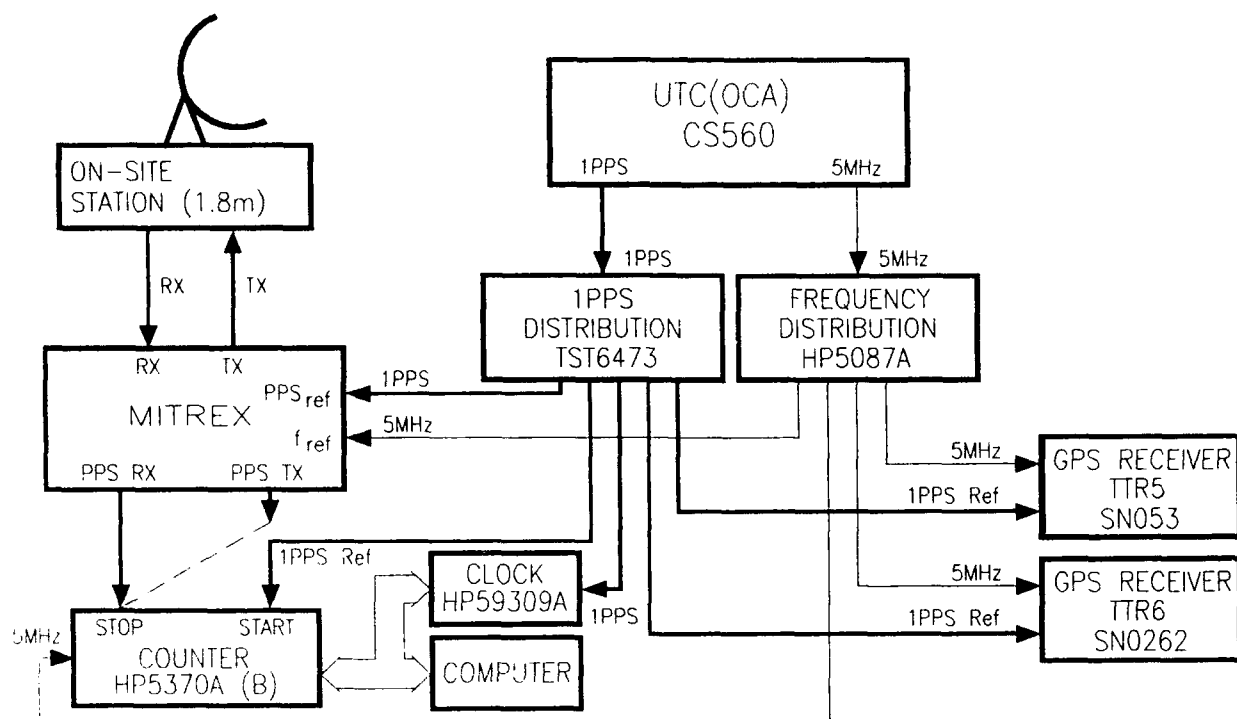 UTC(OCA)
CS560
1PPS 5MHz
ON-SITE
STATION (1.8m)
1PPS
5MHz
RX
TX
1PPS
DISTRIBUTION
TST6473
FREQUENCY
DISTRIBUTION
HP5087A
RX TX
PPS ref
MITREX
f ref
PPS RX PPS TX
1PPS
5MHz
5MHz
1PPS Ref
GPS RECEIVER
TTR5
SN053
1PPS Ref
CLOCK
HP59309A
1PPS
5MHz
1PPS Ref
GPS RECEIVER
TTR6
SN0262
5MHz
STOP START
COUNTER
HP5370A (B)
COMPUTER